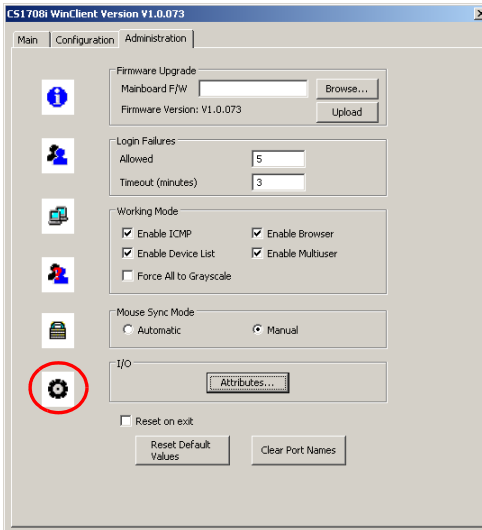 CS1708i WinClient Version V1.0.073
Main Configuration Administration
Firmware Upgrade
Mainboard F/W Browse...
Firmware Version: V1.0.073 Upload
Login Failures
Allowed 5
Timeout (minutes) 3
Working Mode
Enable ICMP Enable Browser
Enable Device List Enable Multiuser
Force All to Grayscale
Mouse Sync Mode
Automatic Manual
I/O
Attributes...
Reset on exit
Reset Default
Values
Clear Port Names